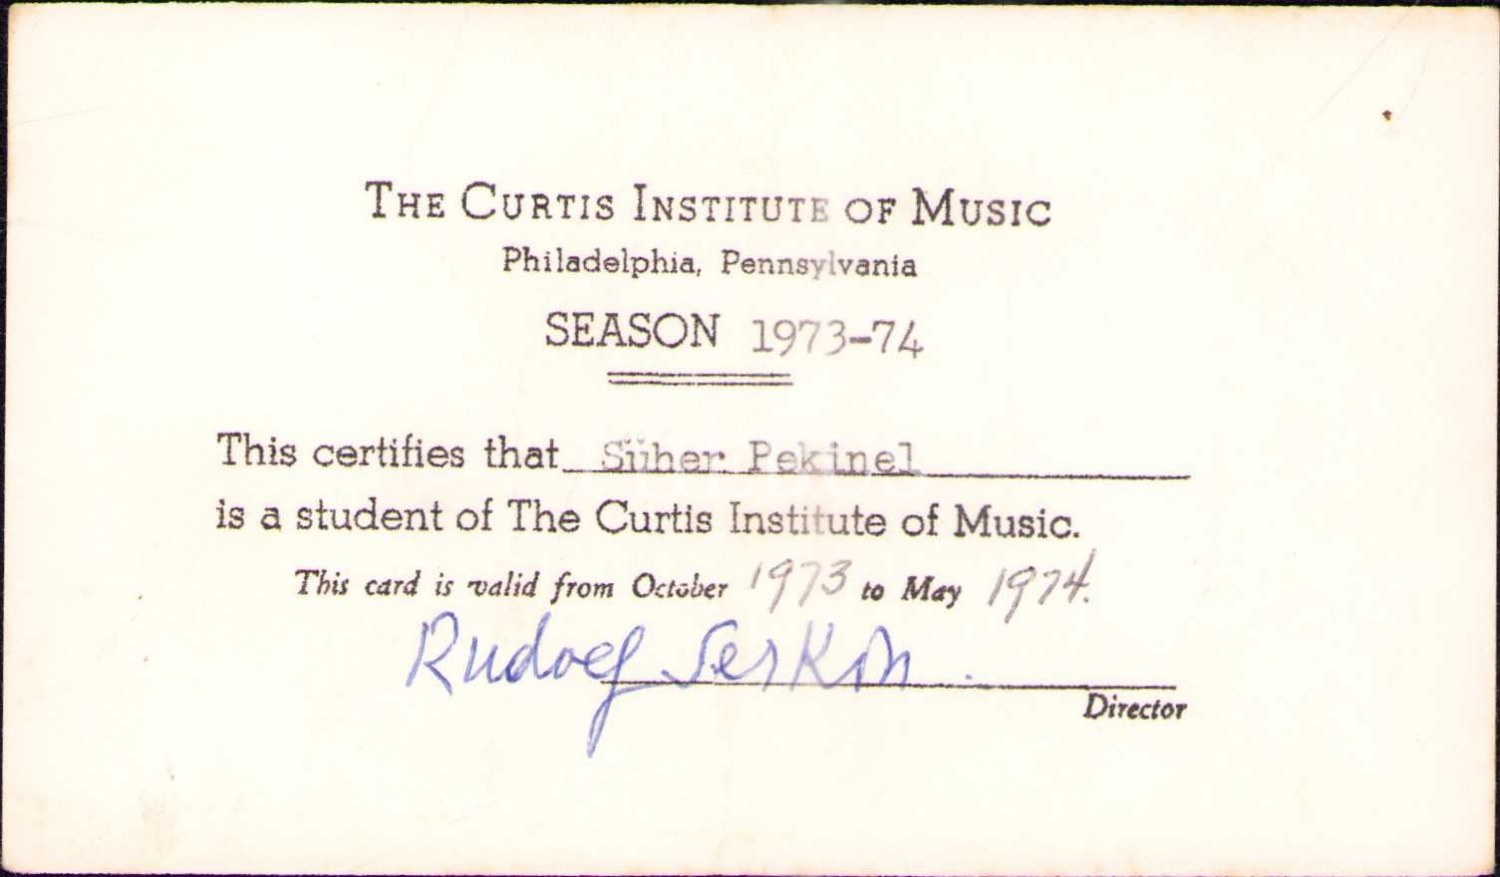 THE CURTIS INSTITUTE OF MUSIC
Philadelphia, Pennsylvania
SEASON 1973-74
This certifies that Süher Pekinel
is a student of The Curtis Institute of Music.
This card is valid from October 1973 to May 1974.
Rudolf Serkin
Director